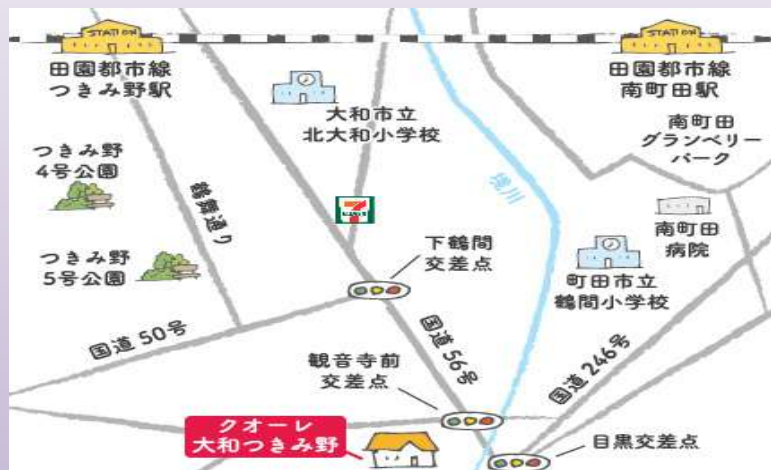 STATION
田園都市線
つきみ野駅
STATION
田園都市線
南町田駅
大和市立
北大和小学校
南町田
グランベリー
パーク
つきみ野
4号公園
鶴舞通り
境川
南町田
病院
つきみ野
5号公園
下鶴間
交差点
町田市立
鶴間小学校
国道50号
国道56号
国道246号
観音寺前
交差点
クオーレ
大和つきみ野
目黒交差点